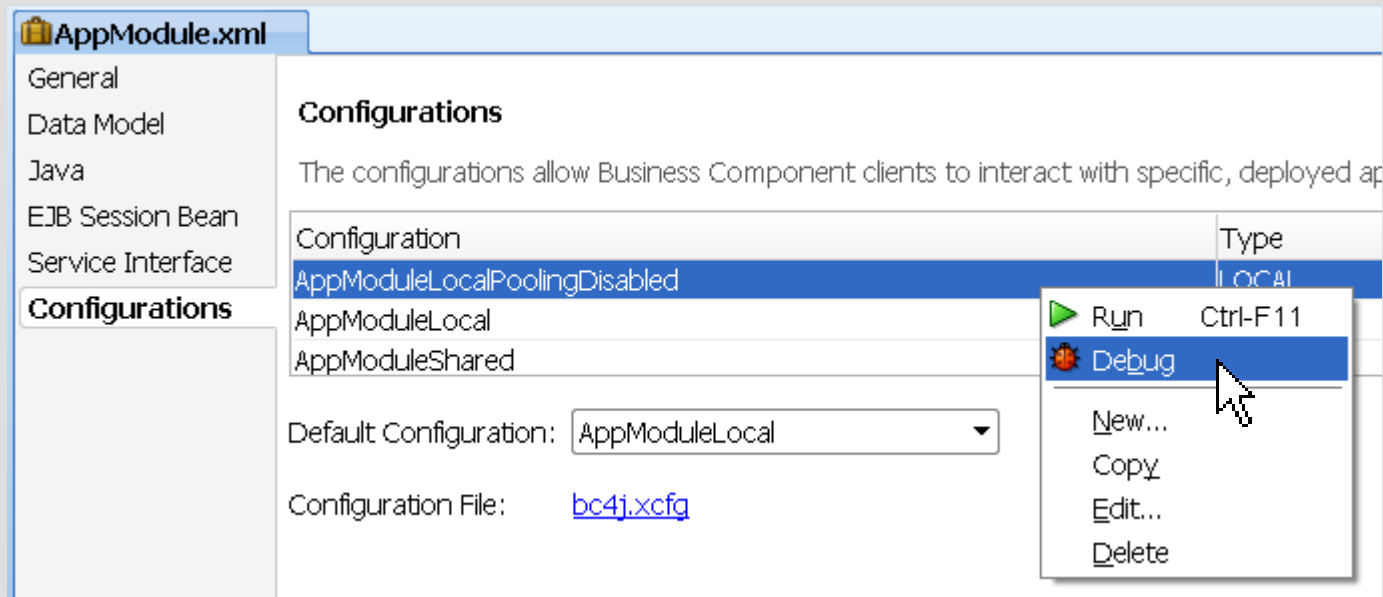 AppModule.xml
General
Data Model
Java
EJB Session Bean
Service Interface
Configurations
Configurations
The configurations allow Business Component clients to interact with specific, deployed ap
Configuration Type
AppModuleLocalPoolingDisabled LOCAL
AppModuleLocal
AppModuleShared
Default Configuration: AppModuleLocal
Configuration File: bc4j.xcfg
Run Ctrl-F11
Debug
New...
Copy
Edit...
Delete